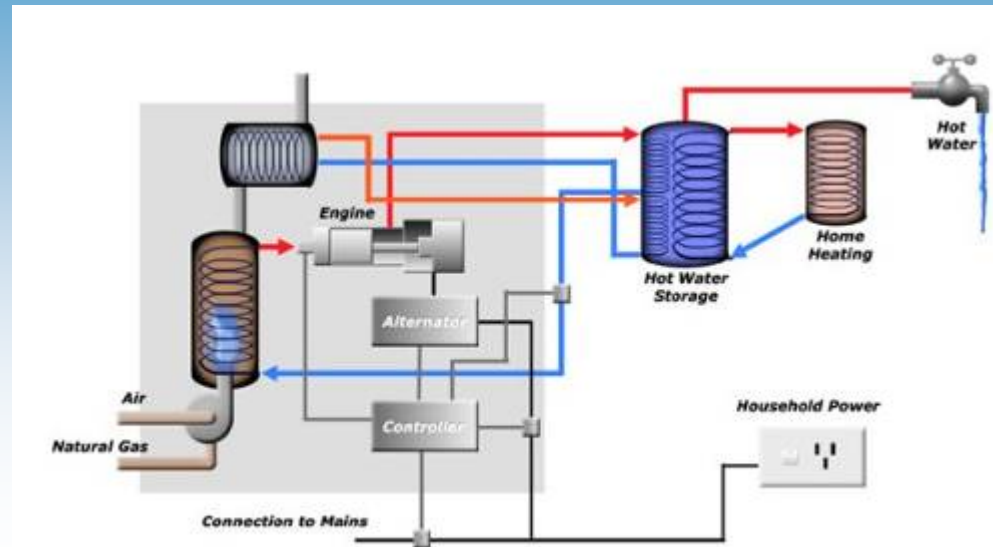 Hot
Water
Engine
Home
Heating
Hot Water
Storage
Alternator
Air
Controller
Household Power
Natural Gas
Connection to Mains